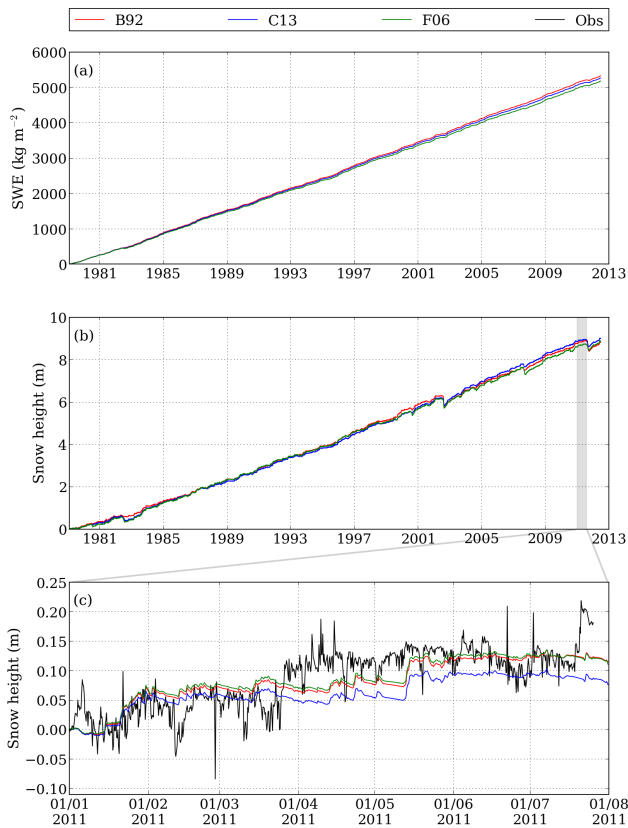 B92 C13 F06 Obs
6000
(a)
5000
4000
3000
2000
1000
0
SWE (kg m⁻²)
1981 1985 1989 1993 1997 2001 2005 2009 2013
10
(b)
8
6
4
2
0
Snow height (m)
1981 1985 1989 1993 1997 2001 2005 2009 2013
0.25
(c)
0.20
0.15
0.10
0.05
0.00
−0.05
−0.10
Snow height (m)
01/01 01/02 01/03 01/04 01/05 01/06 01/07 01/08
2011 2011 2011 2011 2011 2011 2011 2011